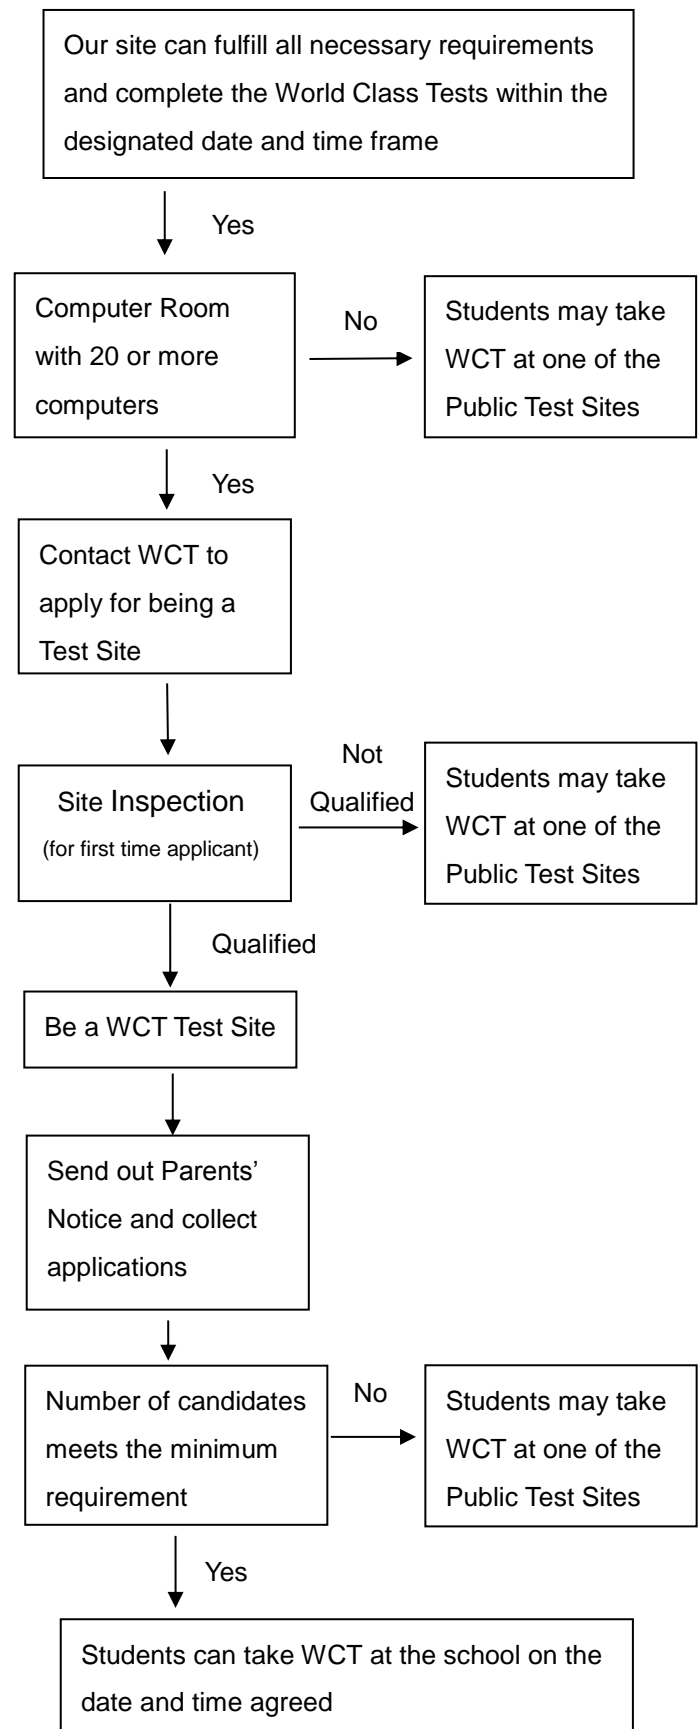 Our site can fulfill all necessary requirements
and complete the World Class Tests within the
designated date and time frame
Yes
Computer Room
with 20 or more
computers
No
Students may take
WCT at one of the
Public Test Sites
Yes
Contact WCT to
apply for being a
Test Site
Site Inspection
(for first time applicant)
Not
Qualified
Students may take
WCT at one of the
Public Test Sites
Qualified
Be a WCT Test Site
Send out Parents’
Notice and collect
applications
Number of candidates
meets the minimum
requirement
No
Students may take
WCT at one of the
Public Test Sites
Yes
Students can take WCT at the school on the
date and time agreed